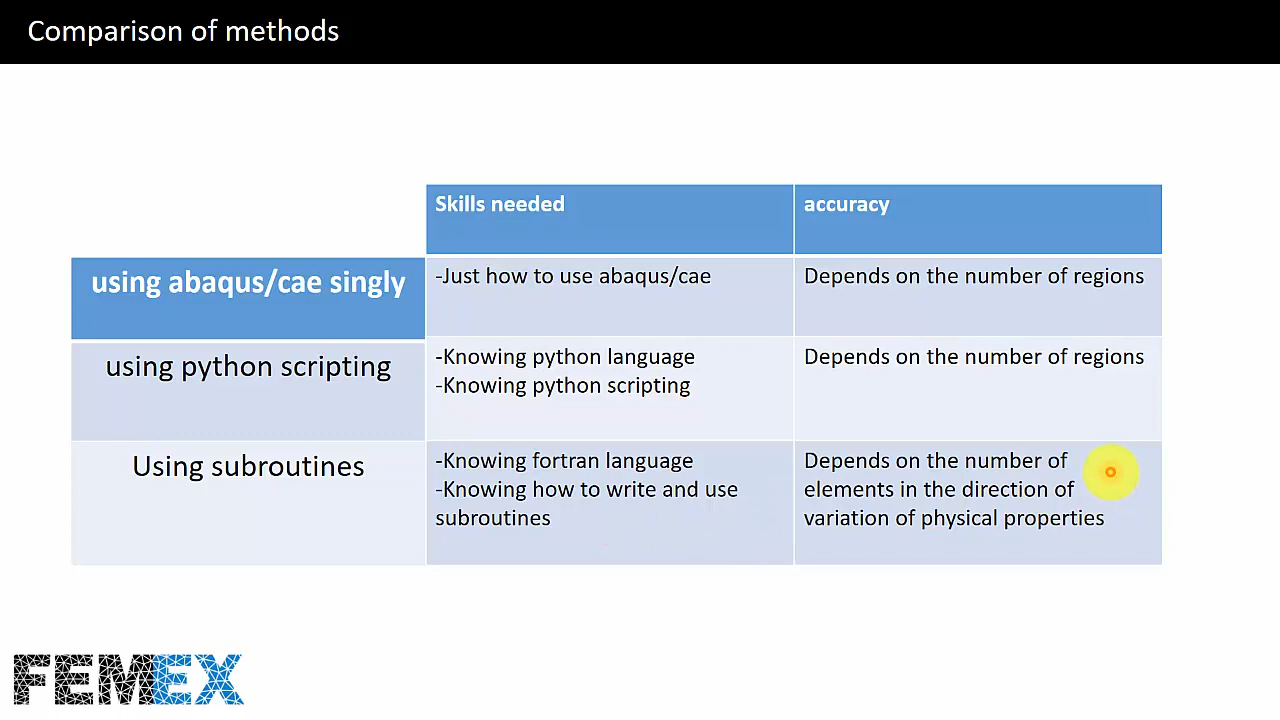 Comparison of methods
Skills needed
accuracy
using abaqus/cae singly
-Just how to use abaqus/cae
Depends on the number of regions
using python scripting
-Knowing python language
-Knowing python scripting
Depends on the number of regions
Using subroutines
-Knowing fortran language
-Knowing how to write and use
subroutines
Depends on the number of
elements in the direction of
variation of physical properties
FEMEX